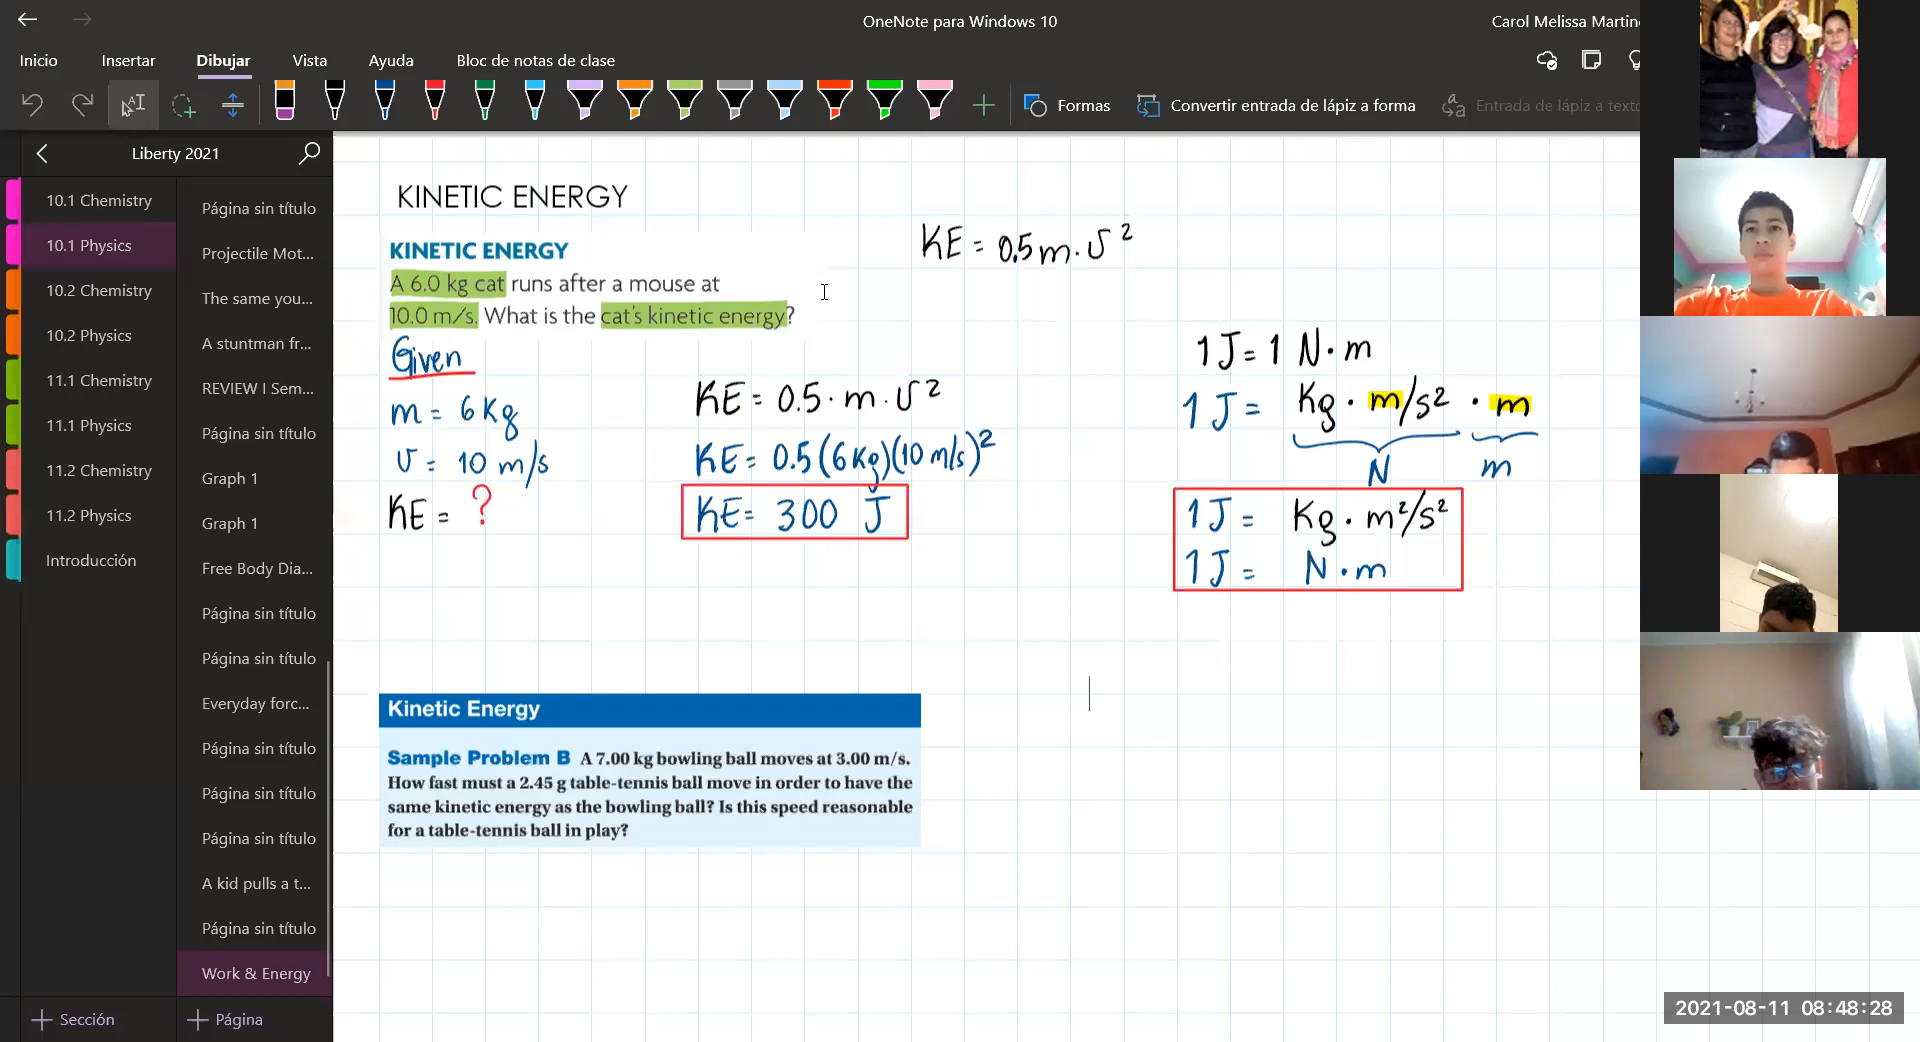 OneNote para Windows 10
Carol Melissa Martin
Inicio
Insertar
Dibujar
Vista
Ayuda
Bloc de notas de clase
Formas
Convertir entrada de lápiz a forma
Entrada de lápiz a texto
Liberty 2021
10.1 Chemistry
10.1 Physics
10.2 Chemistry
10.2 Physics
11.1 Chemistry
11.1 Physics
11.2 Chemistry
11.2 Physics
Introducción
Sección
Página sin título
Projectile Mot...
The same you...
A stuntman fr...
REVIEW I Sem...
Página sin título
Graph 1
Graph 1
Free Body Dia...
Página sin título
Página sin título
Everyday forc...
Página sin título
Página sin título
Página sin título
A kid pulls a t...
Página sin título
Work & Energy
Página
KINETIC ENERGY
KE = 0.5 m · v²
KINETIC ENERGY
A 6.0 kg cat runs after a mouse at
10.0 m/s. What is the cat's kinetic energy?
Given
m = 6 Kg
v = 10 m/s
KE = ?
KE = 0.5 · m · v²
KE = 0.5 (6 Kg)(10 m/s)²
KE = 300 J
1 J = 1 N · m
1 J = Kg · m/s² · m
N m
1 J = Kg · m²/s²
1 J = N · m
Kinetic Energy
Sample Problem B A 7.00 kg bowling ball moves at 3.00 m/s.
How fast must a 2.45 g table-tennis ball move in order to have the
same kinetic energy as the bowling ball? Is this speed reasonable
for a table-tennis ball in play?
2021-08-11 08:48:28